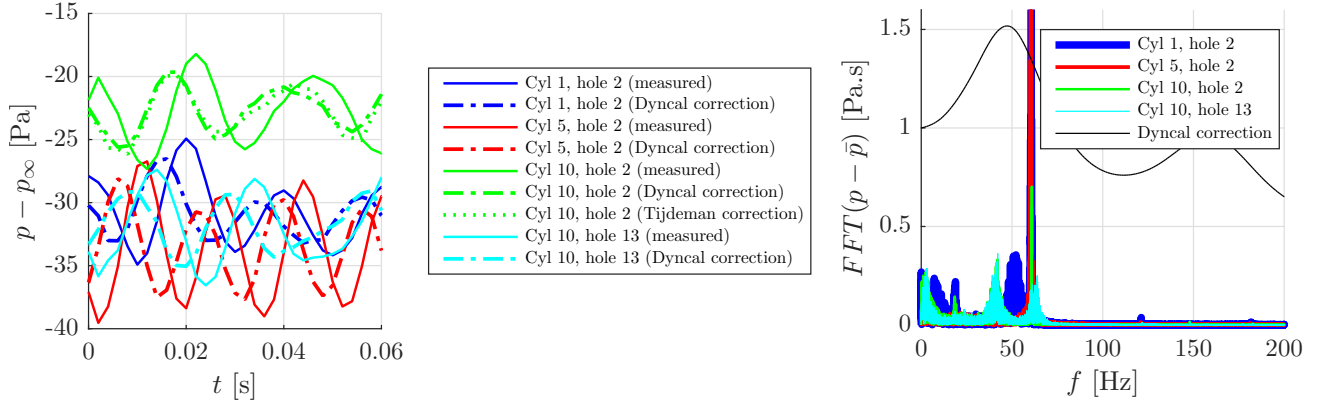 -15
-20
-25
-30
-35
-40
p − p∞ [Pa]
0
0.02
0.04
0.06
t [s]
Cyl 1, hole 2 (measured)
Cyl 1, hole 2 (Dyncal correction)
Cyl 5, hole 2 (measured)
Cyl 5, hole 2 (Dyncal correction)
Cyl 10, hole 2 (measured)
Cyl 10, hole 2 (Dyncal correction)
Cyl 10, hole 2 (Tijdeman correction)
Cyl 10, hole 13 (measured)
Cyl 10, hole 13 (Dyncal correction)
1.5
1
0.5
0
FFT(p − p̄) [Pa.s]
0
50
100
150
200
f [Hz]
Cyl 1, hole 2
Cyl 5, hole 2
Cyl 10, hole 2
Cyl 10, hole 13
Dyncal correction